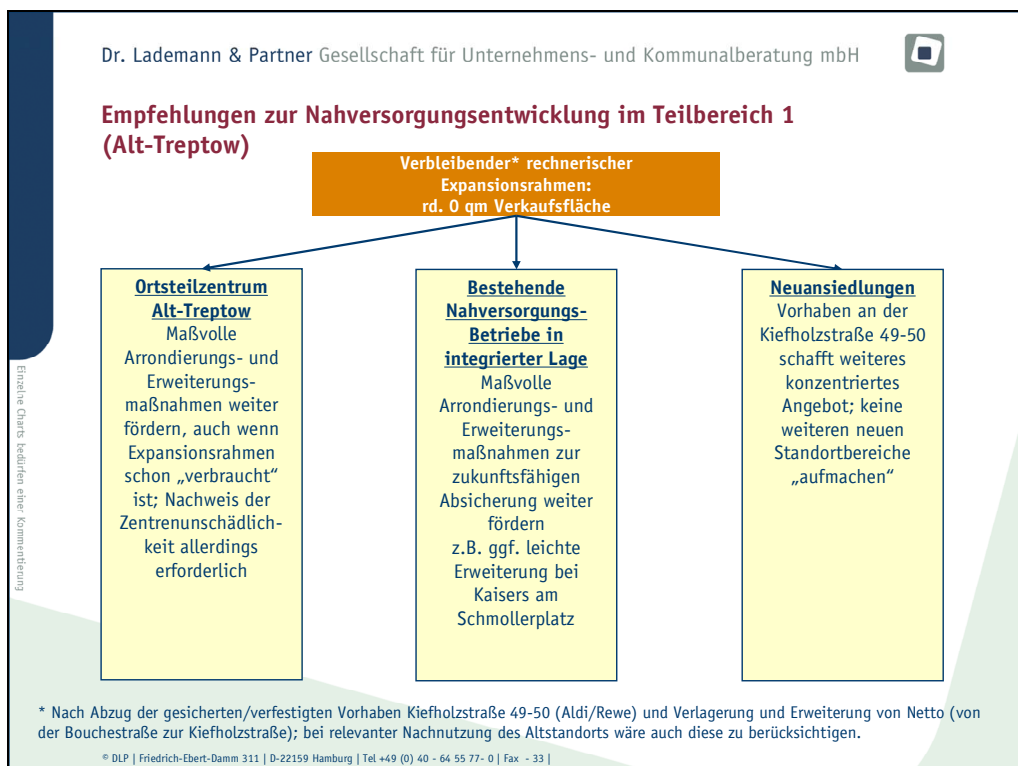 Dr. Lademann & Partner Gesellschaft für Unternehmens- und Kommunalberatung mbH
Empfehlungen zur Nahversorgungsentwicklung im Teilbereich 1
(Alt-Treptow)
Verbleibender* rechnerischer
Expansionsrahmen:
rd. 0 qm Verkaufsfläche
Ortsteilzentrum
Alt-Treptow
Maßvolle
Arrondierungs- und
Erweiterungs-
maßnahmen weiter
fördern, auch wenn
Expansionsrahmen
schon „verbraucht“
ist; Nachweis der
Zentrenunschädlich-
keit allerdings
erforderlich
Bestehende
Nahversorgungs-
Betriebe in
integrierter Lage
Maßvolle
Arrondierungs- und
Erweiterungs-
maßnahmen zur
zukunftsfähigen
Absicherung weiter
fördern
z.B. ggf. leichte
Erweiterung bei
Kaisers am
Schmollerplatz
Neuansiedlungen
Vorhaben an der
Kiefholzstraße 49-50
schafft weiteres
konzentriertes
Angebot; keine
weiteren neuen
Standortbereiche
„aufmachen“
Einzelne Charts bedürfen einer Kommentierung
* Nach Abzug der gesicherten/verfestigten Vorhaben Kiefholzstraße 49-50 (Aldi/Rewe) und Verlagerung und Erweiterung von Netto (von
der Bouchestraße zur Kiefholzstraße); bei relevanter Nachnutzung des Altstandorts wäre auch diese zu berücksichtigen.
© DLP | Friedrich-Ebert-Damm 311 | D-22159 Hamburg | Tel +49 (0) 40 - 64 55 77- 0 | Fax - 33 |